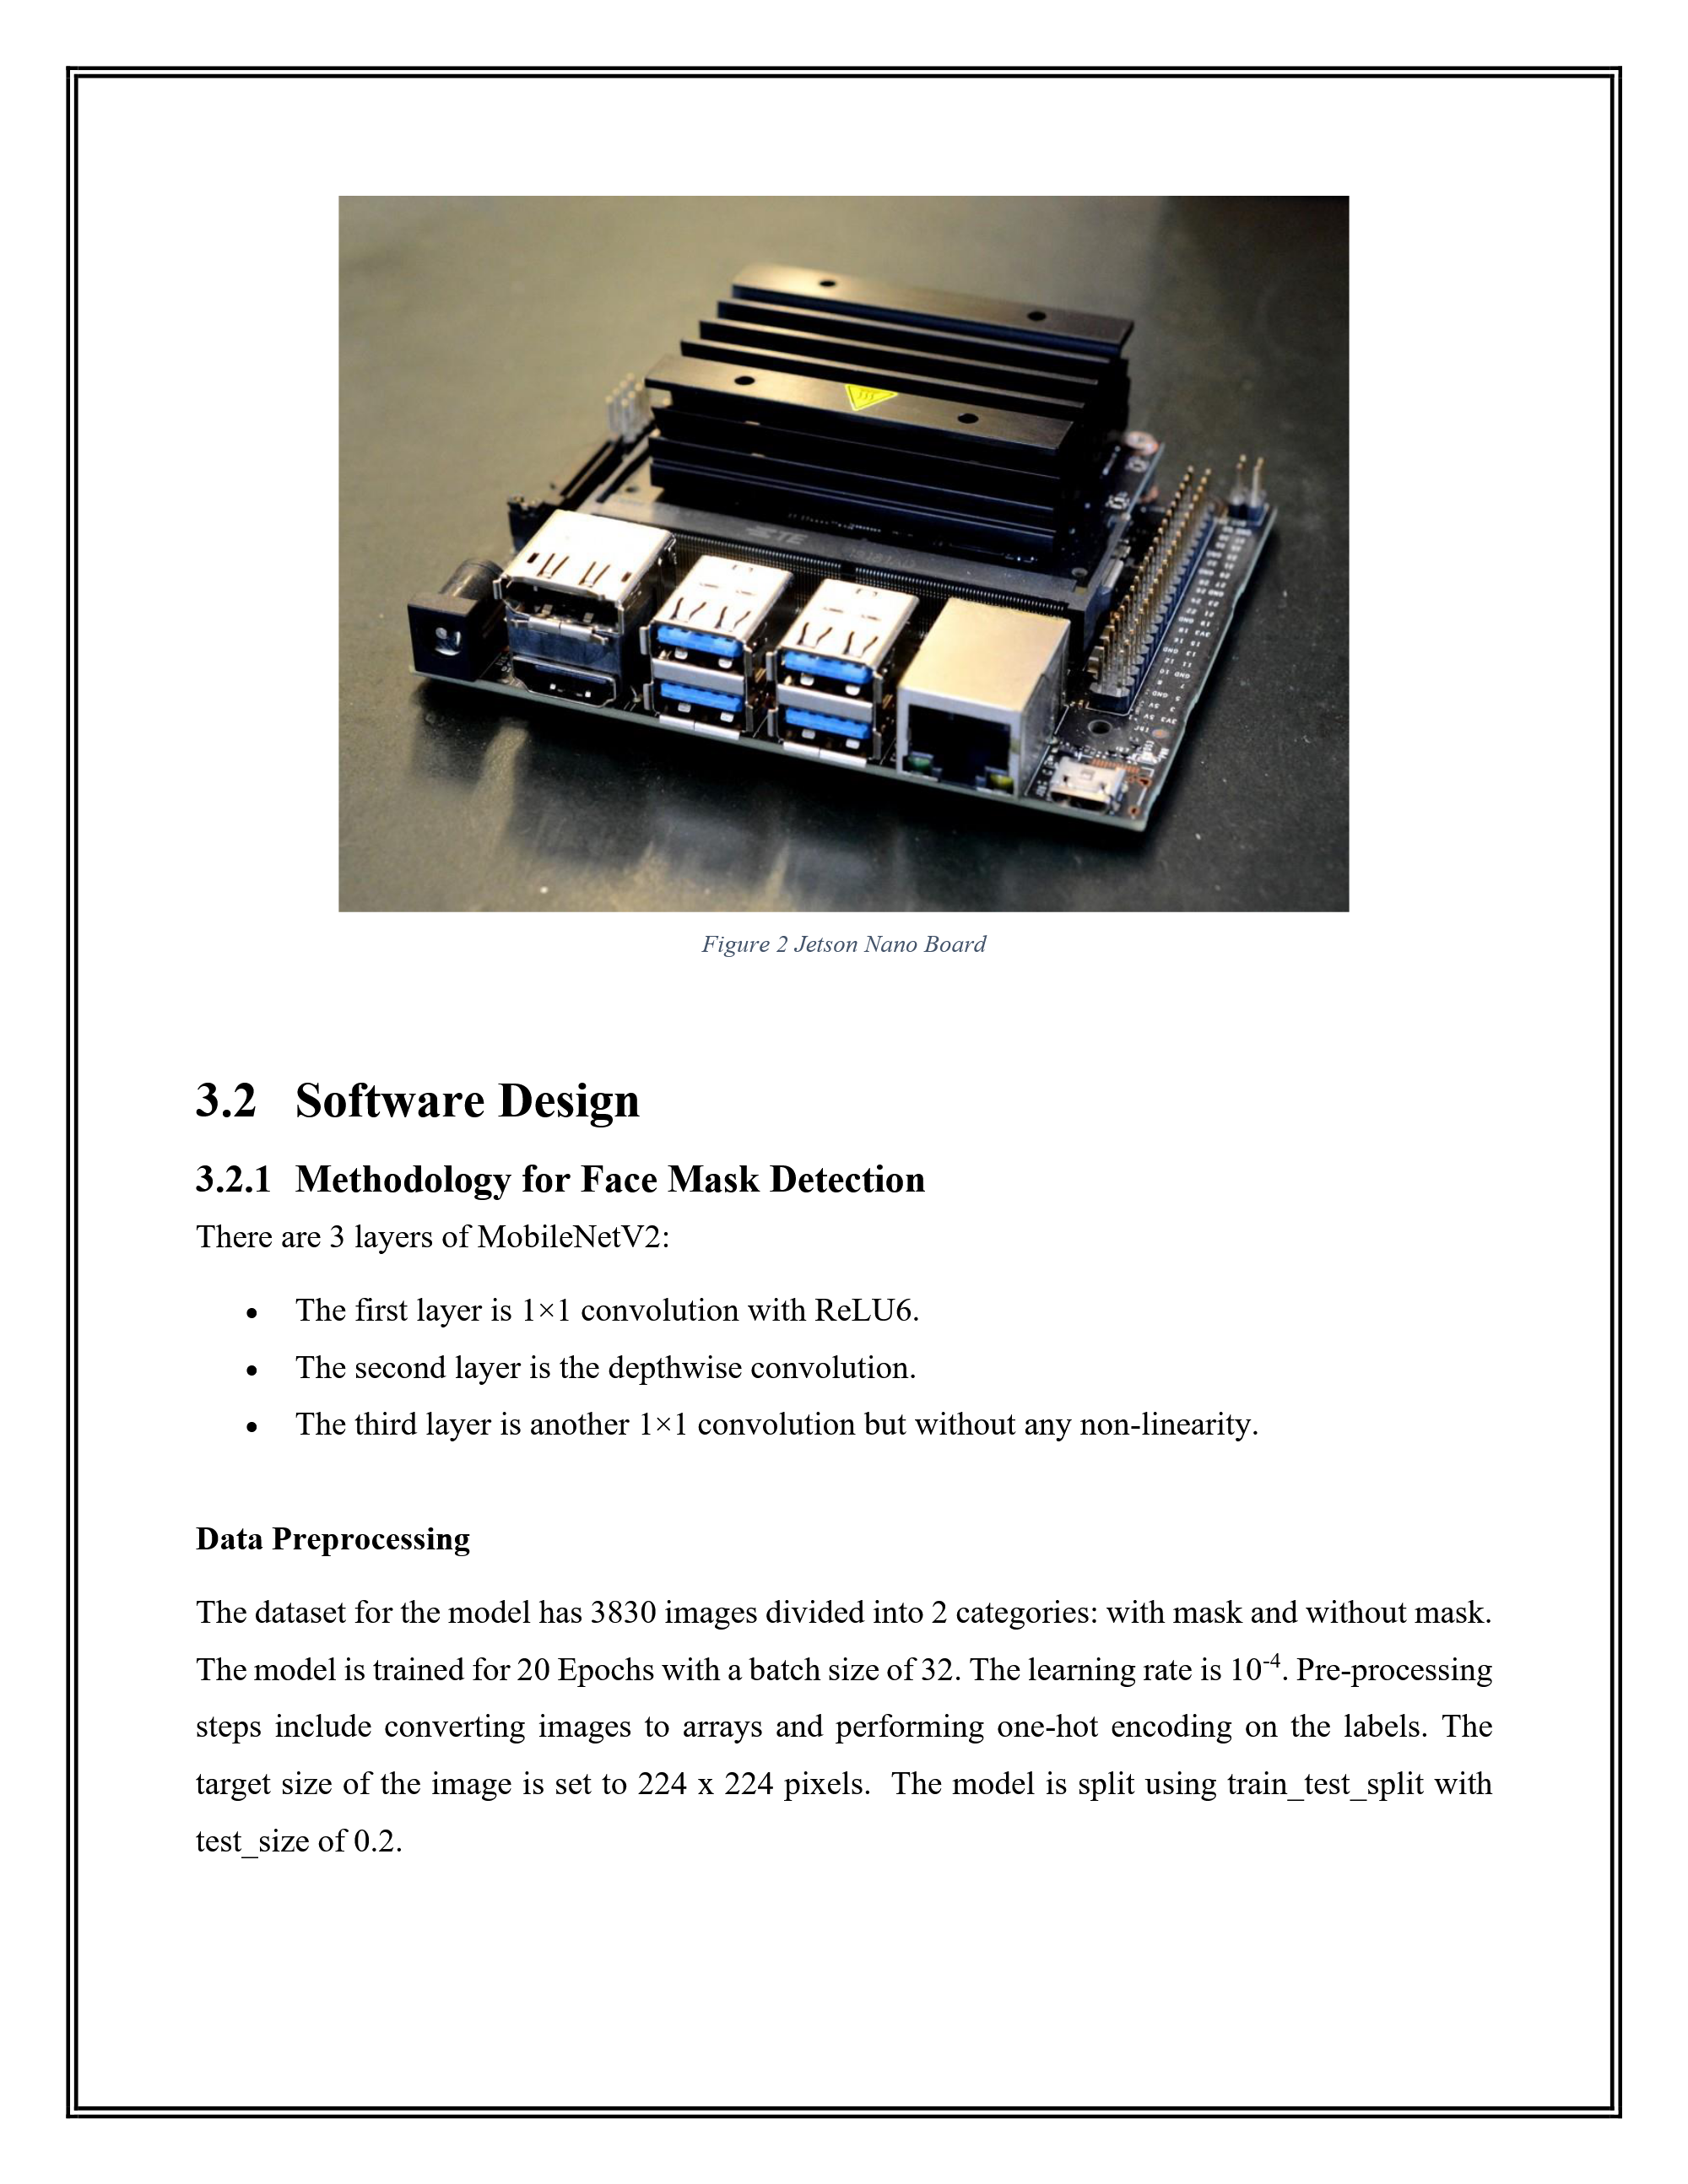 TE
Figure 2 Jetson Nano Board
3.2 Software Design
3.2.1 Methodology for Face Mask Detection
There are 3 layers of MobileNetV2:
• The first layer is 1×1 convolution with ReLU6.
• The second layer is the depthwise convolution.
• The third layer is another 1×1 convolution but without any non-linearity.
Data Preprocessing
The dataset for the model has 3830 images divided into 2 categories: with mask and without mask.
The model is trained for 20 Epochs with a batch size of 32. The learning rate is 10⁻⁴. Pre-processing
steps include converting images to arrays and performing one-hot encoding on the labels. The
target size of the image is set to 224 x 224 pixels. The model is split using train_test_split with
test_size of 0.2.